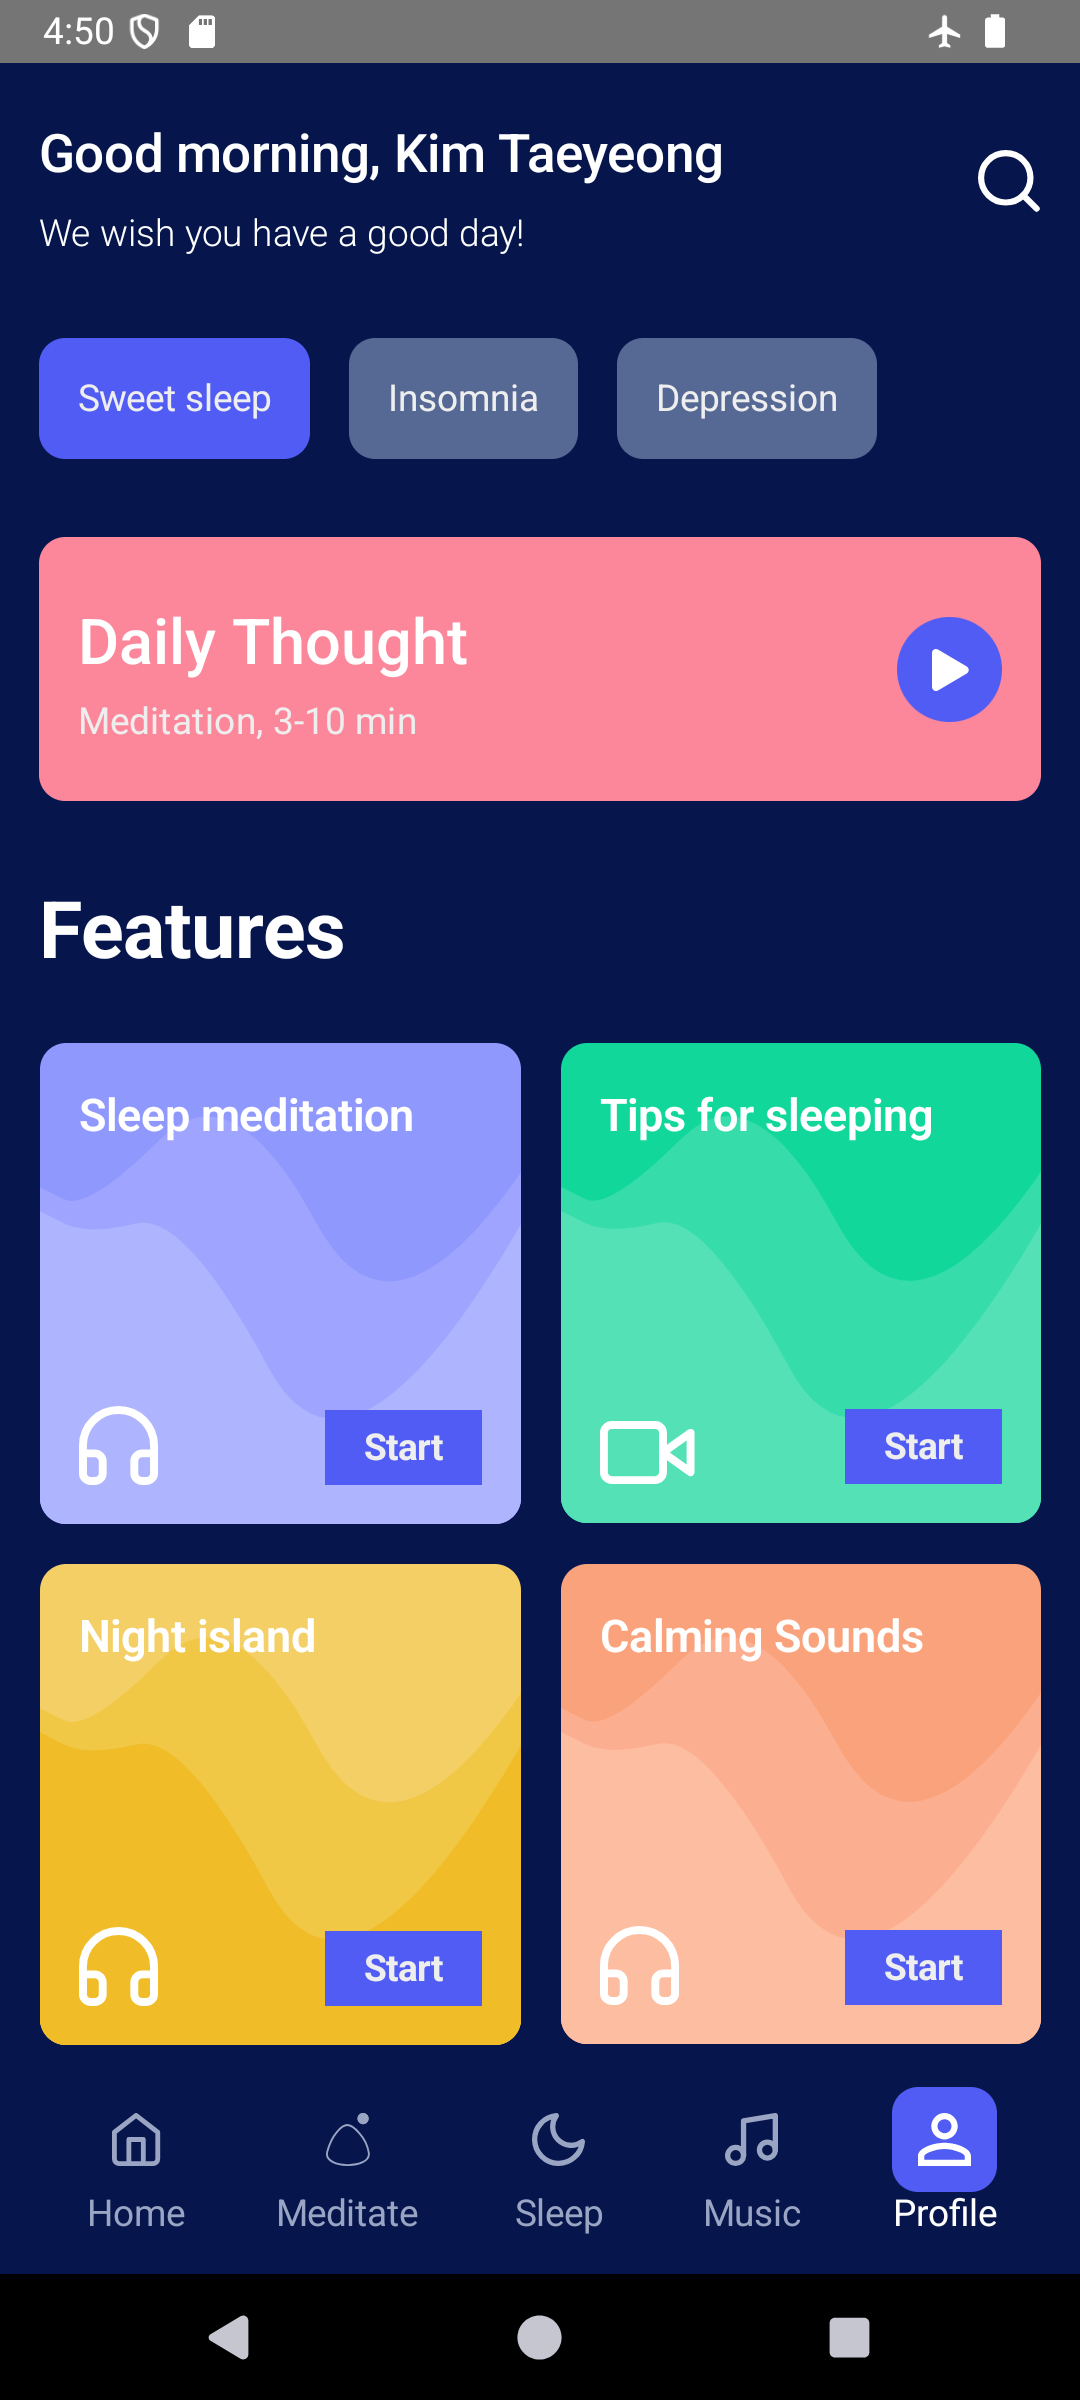 4:50
Good morning, Kim Taeyeong
We wish you have a good day!
Sweet sleep
Insomnia
Depression
Daily Thought
Meditation, 3-10 min
Features
Sleep meditation
Start
Tips for sleeping
Start
Night island
Start
Calming Sounds
Start
Home
Meditate
Sleep
Music
Profile